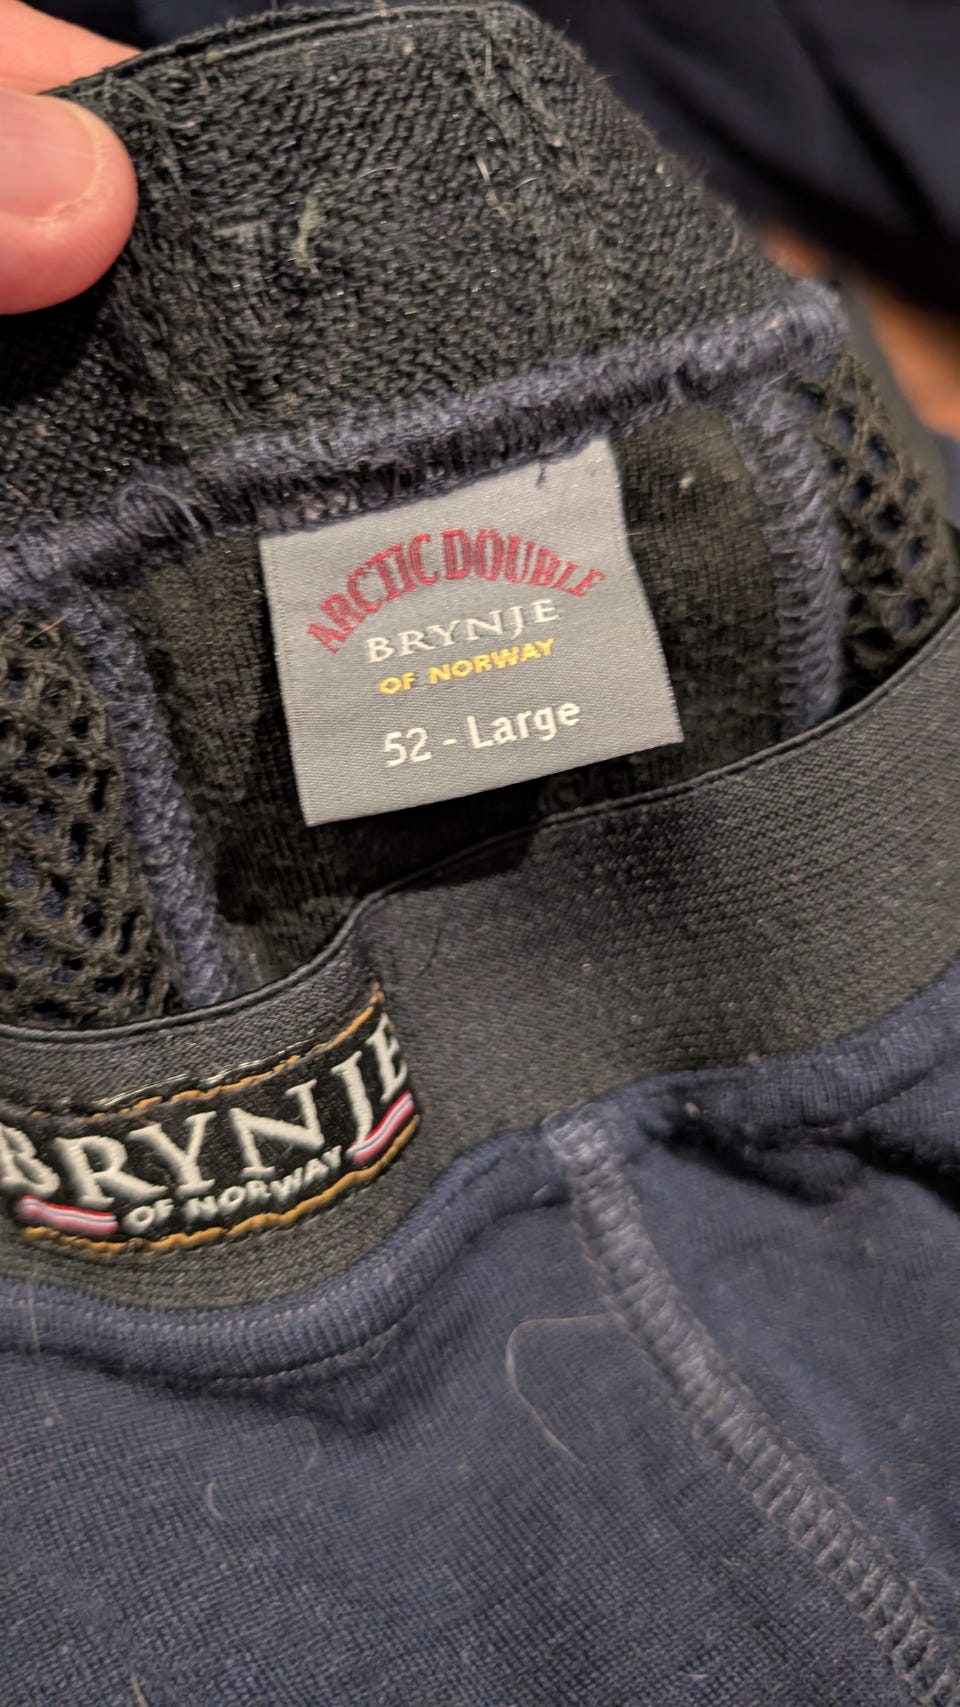 ARCTIC DOUBLE
BRYNJE
OF NORWAY
52 - Large
BRYNJE
OF NORWAY